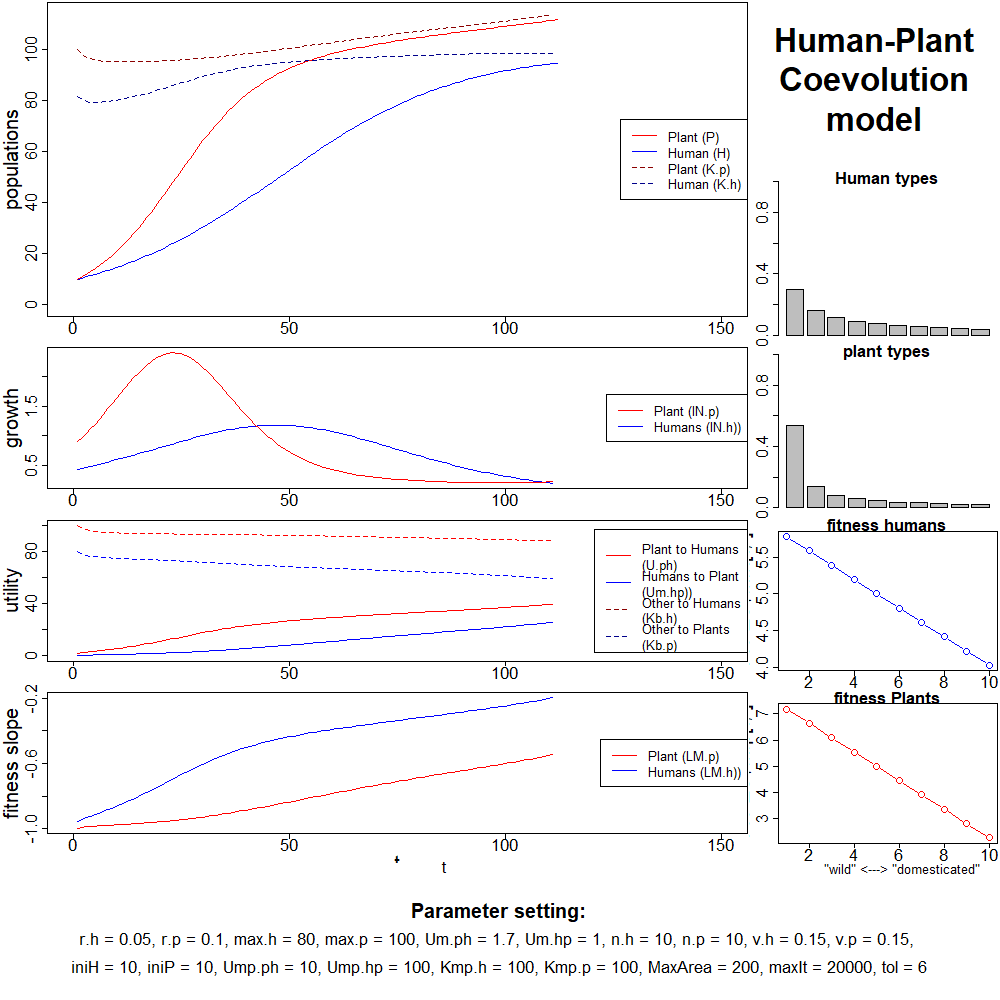 Human-Plant
Coevolution
model
populations
0
20
40
60
80
100
Plant (P)
Human (H)
Plant (K.p)
Human (K.h)
0
50
100
150
growth
0.5
1.5
Plant (IN.p)
Humans (IN.h))
0
50
100
150
utility
0
40
80
Plant to Humans
(U.ph)
Humans to Plant
(Um.hp))
Other to Humans
(Kb.h)
Other to Plants
(Kb.p)
0
50
100
150
fitness slope
-1.0
-0.6
-0.2
Plant (LM.p)
Humans (LM.h))
0
50
100
150
t
Human types
0.0
0.4
0.8
plant types
0.0
0.4
0.8
fitness humans
4.0
4.5
5.0
5.5
2 4 6 8 10
fitness Plants
3
4
5
6
7
2 4 6 8 10
"wild" <---> "domesticated"
Parameter setting:
r.h = 0.05, r.p = 0.1, max.h = 80, max.p = 100, Um.ph = 1.7, Um.hp = 1, n.h = 10, n.p = 10, v.h = 0.15, v.p = 0.15,
iniH = 10, iniP = 10, Ump.ph = 10, Ump.hp = 100, Kmp.h = 100, Kmp.p = 100, MaxArea = 200, maxIt = 20000, tol = 6